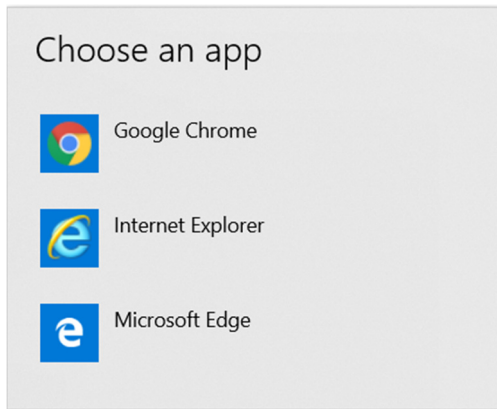 Choose an app
Google Chrome
Internet Explorer
Microsoft Edge